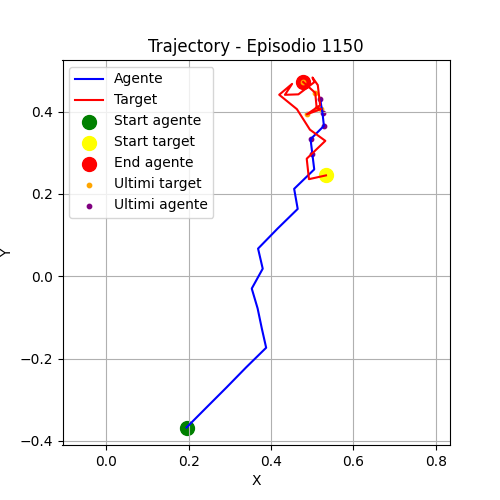 Trajectory - Episodio 1150
Agente
Target
Start agente
Start target
End agente
Ultimi target
Ultimi agente
0.4
0.2
0.0
−0.2
−0.4
Y
0.0 0.2 0.4 0.6 0.8
X